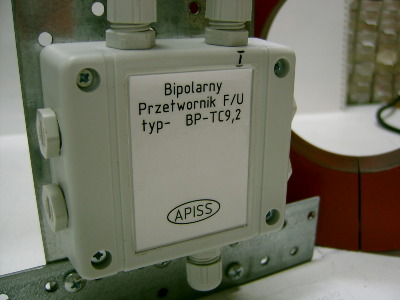 I
Bipolarny
Przetwornik F/U
typ- BP-TC9,2
APISS